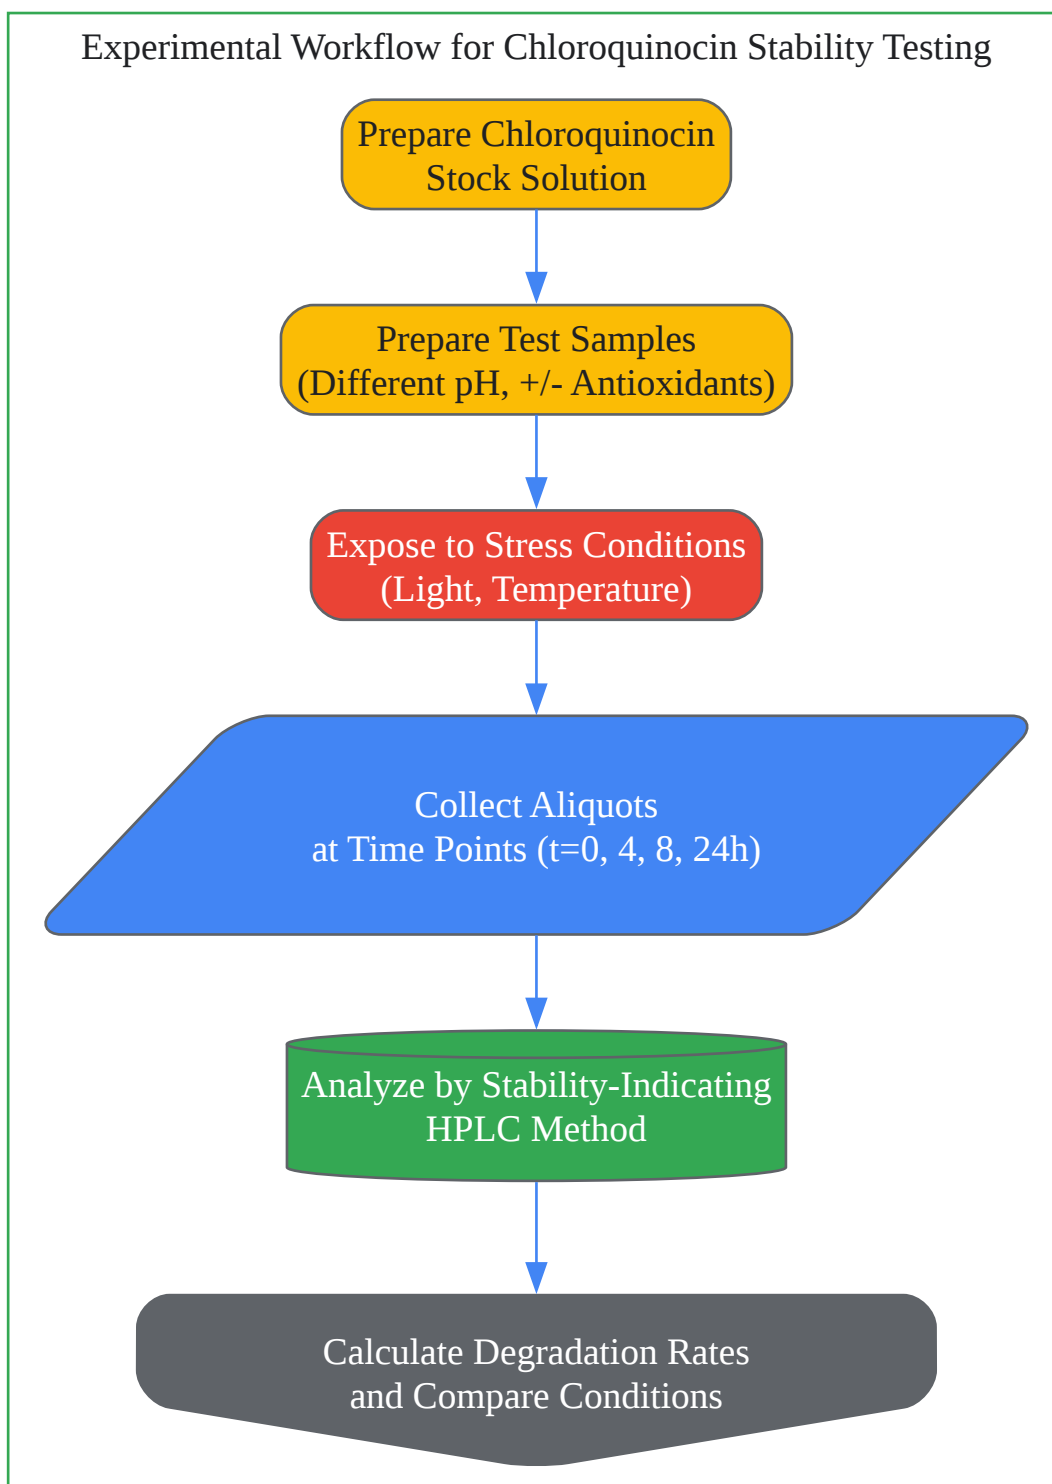 Experimental Workflow for Chloroquinocin Stability Testing
Prepare Chloroquinocin
Stock Solution
Prepare Test Samples
(Different pH, +/- Antioxidants)
Expose to Stress Conditions
(Light, Temperature)
Collect Aliquots
at Time Points (t=0, 4, 8, 24h)
Analyze by Stability-Indicating
HPLC Method
Calculate Degradation Rates
and Compare Conditions